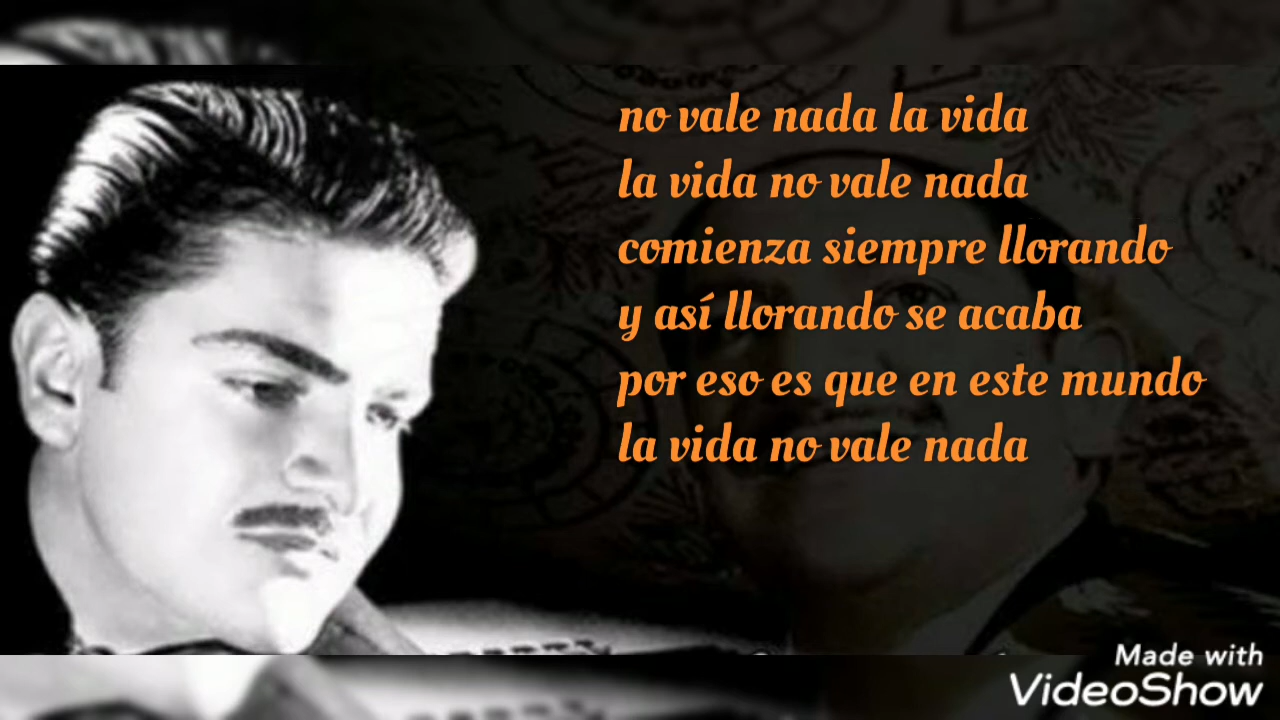 no vale nada la vida
la vida no vale nada
comienza siempre llorando
y así llorando se acaba
por eso es que en este mundo
la vida no vale nada
Made with
VideoShow